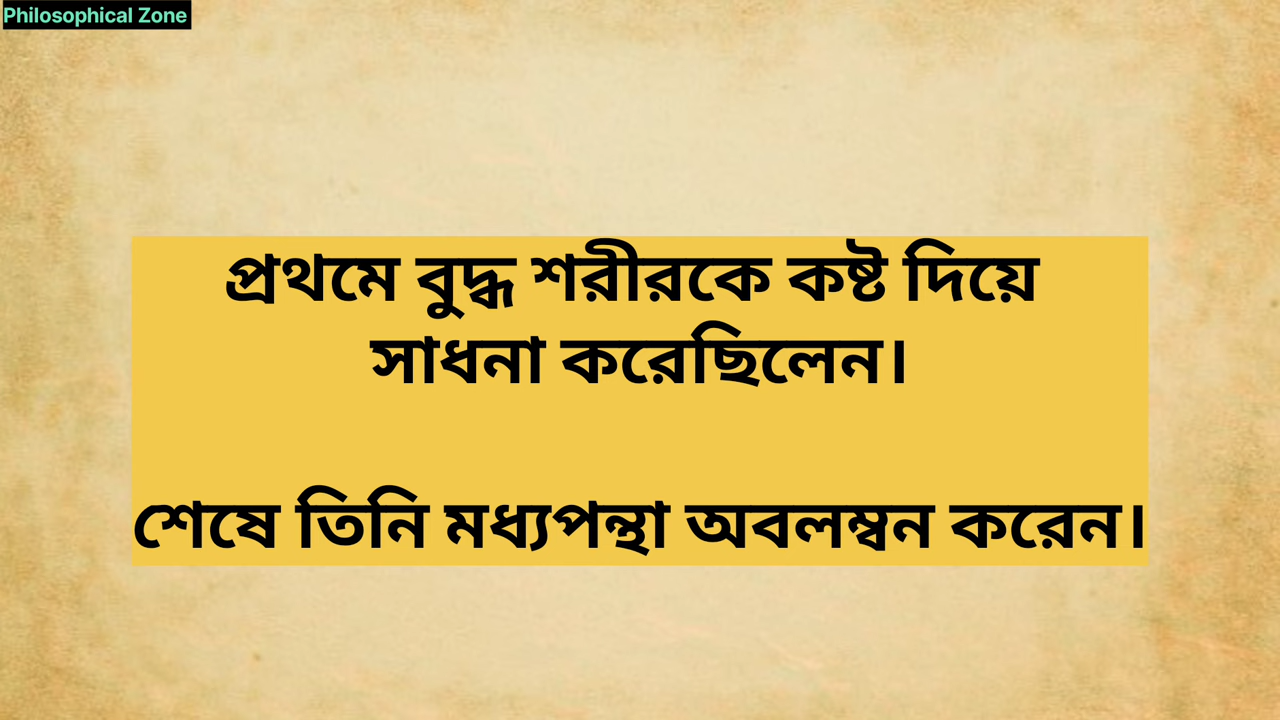 Philosophical Zone
প্রথমে বুদ্ধ শরীরকে কষ্ট দিয়ে
সাধনা করেছিলেন।
শেষে তিনি মধ্যপন্থা অবলম্বন করেন।